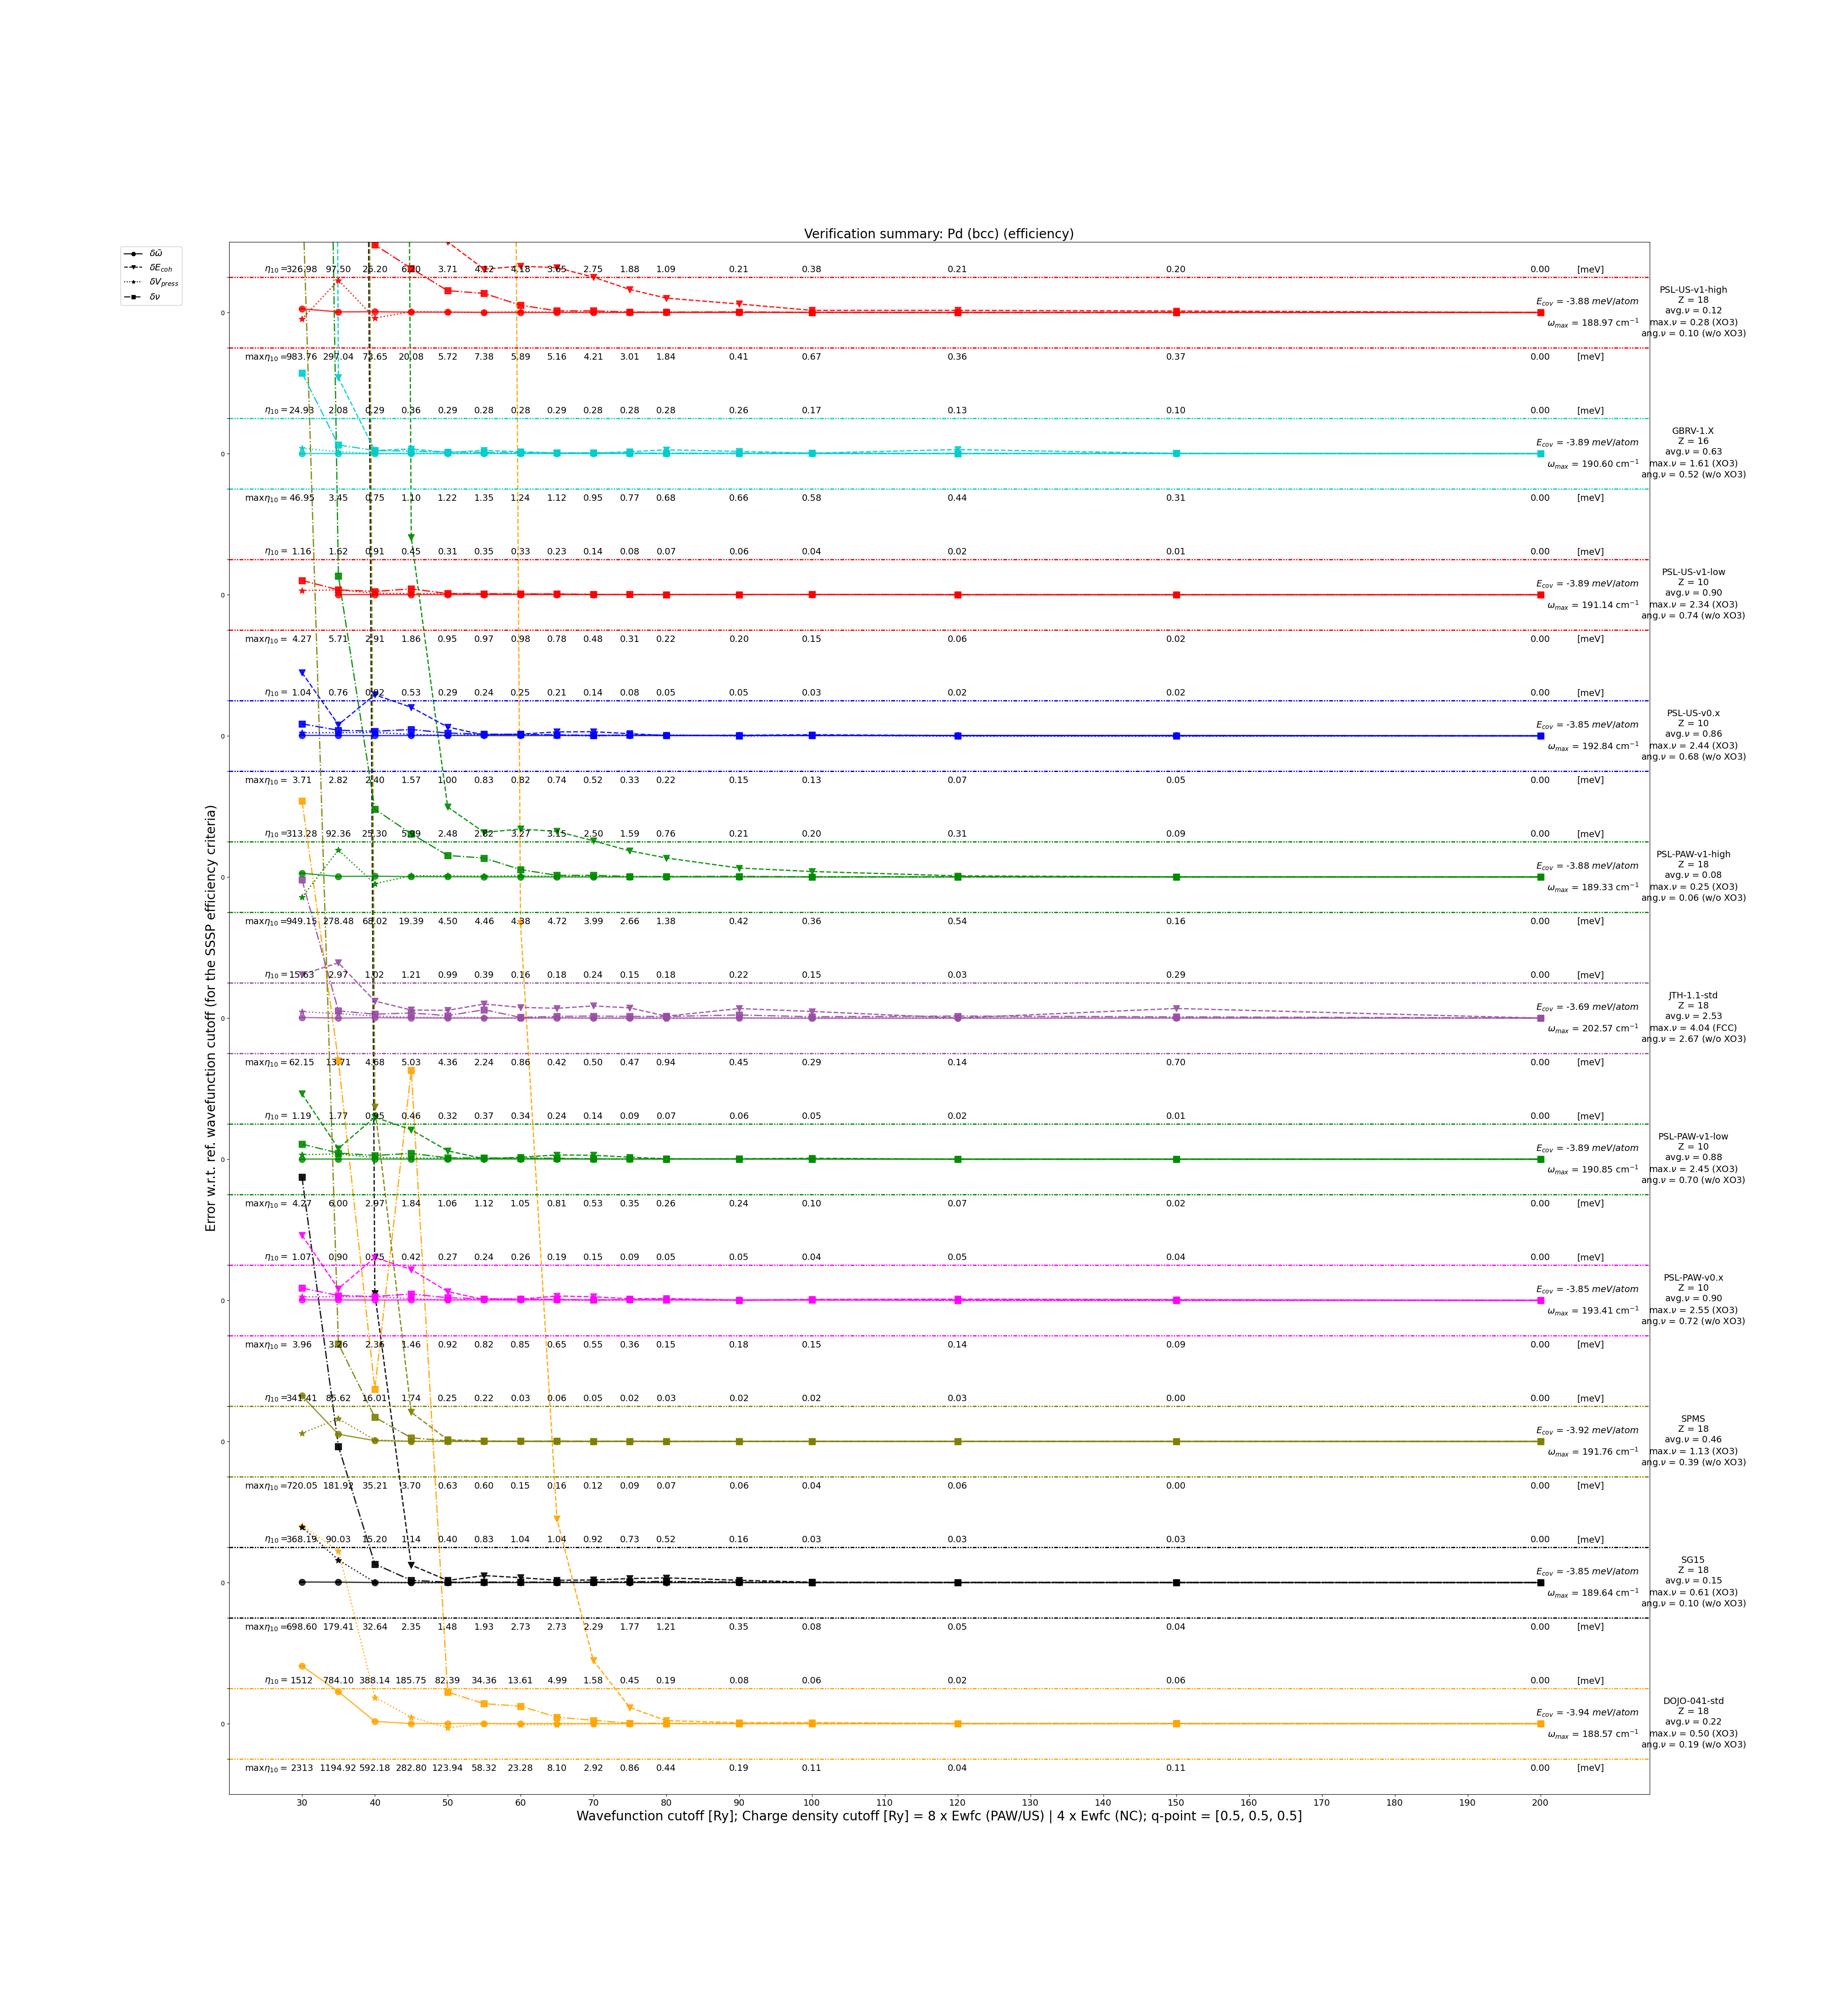 Verification summary: Pd (bcc) (efficiency)
δω̄
δE_coh
δV_press
δν
Error w.r.t. ref. wavefunction cutoff (for the SSSP efficiency criteria)
η₁₀ = 326.98 97.50 26.20 3.71 4.18 3.65 2.75 1.88 1.09 0.21 0.38 0.21 0.20 0.00 [meV]
0
E_cov = -3.88 meV/atom
ω_max = 188.97 cm⁻¹
PSL-US-v1-high
Z = 18
avg.ν = 0.12
max.ν = 0.28 (XO3)
ang.ν = 0.10 (w/o XO3)
maxη₁₀ = 983.76 297.04 73.65 20.08 5.72 7.38 5.89 5.16 4.21 3.01 1.84 0.41 0.67 0.36 0.37 0.00 [meV]
η₁₀ = 24.93 2.08 0.29 0.36 0.29 0.28 0.28 0.29 0.28 0.28 0.28 0.26 0.17 0.13 0.10 0.00 [meV]
0
E_cov = -3.89 meV/atom
ω_max = 190.60 cm⁻¹
GBRV-1.X
Z = 16
avg.ν = 0.63
max.ν = 1.61 (XO3)
ang.ν = 0.52 (w/o XO3)
maxη₁₀ = 46.95 3.45 0.75 1.10 1.22 1.35 1.24 1.12 0.95 0.77 0.68 0.66 0.58 0.44 0.31 0.00 [meV]
η₁₀ = 1.16 1.62 0.91 0.45 0.31 0.35 0.33 0.23 0.14 0.08 0.07 0.06 0.04 0.02 0.01 0.00 [meV]
0
E_cov = -3.89 meV/atom
ω_max = 191.14 cm⁻¹
PSL-US-v1-low
Z = 10
avg.ν = 0.90
max.ν = 2.34 (XO3)
ang.ν = 0.74 (w/o XO3)
maxη₁₀ = 4.27 5.71 2.91 1.86 0.95 0.97 0.98 0.78 0.48 0.31 0.22 0.20 0.15 0.06 0.02 0.00 [meV]
η₁₀ = 1.04 0.76 0.53 0.29 0.24 0.25 0.21 0.14 0.08 0.05 0.05 0.03 0.02 0.02 0.00 [meV]
0
E_cov = -3.85 meV/atom
ω_max = 192.84 cm⁻¹
PSL-US-v0.x
Z = 10
avg.ν = 0.86
max.ν = 2.44 (XO3)
ang.ν = 0.68 (w/o XO3)
maxη₁₀ = 3.71 2.82 2.40 1.57 1.00 0.83 0.82 0.74 0.52 0.33 0.22 0.15 0.13 0.07 0.05 0.00 [meV]
η₁₀ = 313.28 92.36 25.30 2.48 3.27 3.15 2.50 1.59 0.76 0.21 0.20 0.31 0.09 0.00 [meV]
0
E_cov = -3.88 meV/atom
ω_max = 189.33 cm⁻¹
PSL-PAW-v1-high
Z = 18
avg.ν = 0.08
max.ν = 0.25 (XO3)
ang.ν = 0.06 (w/o XO3)
maxη₁₀ = 949.15 278.48 68.02 19.39 4.50 4.46 4.38 4.72 3.99 2.66 1.38 0.42 0.36 0.54 0.16 0.00 [meV]
η₁₀ = 15.63 2.97 1.02 1.21 0.99 0.39 0.16 0.18 0.24 0.15 0.18 0.22 0.15 0.03 0.29 0.00 [meV]
0
E_cov = -3.69 meV/atom
ω_max = 202.57 cm⁻¹
JTH-1.1-std
Z = 18
avg.ν = 2.53
max.ν = 4.04 (FCC)
ang.ν = 2.67 (w/o XO3)
maxη₁₀ = 62.15 13.71 4.68 5.03 4.36 2.24 0.86 0.42 0.50 0.47 0.94 0.45 0.29 0.14 0.70 0.00 [meV]
η₁₀ = 1.19 1.77 0.95 0.46 0.32 0.37 0.34 0.24 0.14 0.09 0.07 0.06 0.05 0.02 0.01 0.00 [meV]
0
E_cov = -3.89 meV/atom
ω_max = 190.85 cm⁻¹
PSL-PAW-v1-low
Z = 10
avg.ν = 0.88
max.ν = 2.45 (XO3)
ang.ν = 0.70 (w/o XO3)
maxη₁₀ = 4.27 6.00 2.97 1.84 1.06 1.12 1.05 0.81 0.53 0.35 0.26 0.24 0.10 0.07 0.02 0.00 [meV]
η₁₀ = 1.07 0.90 0.75 0.42 0.27 0.24 0.26 0.19 0.15 0.09 0.05 0.05 0.04 0.05 0.04 0.00 [meV]
0
E_cov = -3.85 meV/atom
ω_max = 193.41 cm⁻¹
PSL-PAW-v0.x
Z = 10
avg.ν = 0.90
max.ν = 2.55 (XO3)
ang.ν = 0.72 (w/o XO3)
maxη₁₀ = 3.96 2.36 1.46 0.92 0.82 0.85 0.65 0.55 0.36 0.15 0.18 0.15 0.14 0.09 0.00 [meV]
η₁₀ = 341.41 85.62 16.01 1.74 0.25 0.22 0.03 0.06 0.05 0.02 0.03 0.02 0.02 0.03 0.00 0.00 [meV]
0
E_cov = -3.92 meV/atom
ω_max = 191.76 cm⁻¹
SPMS
Z = 18
avg.ν = 0.46
max.ν = 1.13 (XO3)
ang.ν = 0.39 (w/o XO3)
maxη₁₀ = 720.05 181.92 35.21 3.70 0.63 0.60 0.15 0.16 0.12 0.09 0.07 0.06 0.04 0.06 0.00 0.00 [meV]
η₁₀ = 368.19 90.03 15.20 1.14 0.40 0.83 1.04 1.04 0.92 0.73 0.52 0.16 0.03 0.03 0.03 0.00 [meV]
0
E_cov = -3.85 meV/atom
ω_max = 189.64 cm⁻¹
SG15
Z = 18
avg.ν = 0.15
max.ν = 0.61 (XO3)
ang.ν = 0.10 (w/o XO3)
maxη₁₀ = 698.60 179.41 32.64 2.35 1.48 1.93 2.73 2.73 2.29 1.77 1.21 0.35 0.08 0.05 0.04 0.00 [meV]
η₁₀ = 1512 784.10 388.14 185.75 82.39 34.36 13.61 4.99 1.58 0.45 0.19 0.08 0.06 0.02 0.06 0.00 [meV]
0
E_cov = -3.94 meV/atom
ω_max = 188.57 cm⁻¹
DOJO-041-std
Z = 18
avg.ν = 0.22
max.ν = 0.50 (XO3)
ang.ν = 0.19 (w/o XO3)
maxη₁₀ = 2313 1194.92 592.18 282.80 123.94 58.32 23.28 8.10 2.92 0.86 0.44 0.19 0.11 0.04 0.11 0.00 [meV]
30 40 50 60 70 80 90 100 110 120 130 140 150 160 170 180 190 200
Wavefunction cutoff [Ry]; Charge density cutoff [Ry] = 8 x Ewfc (PAW/US) | 4 x Ewfc (NC); q-point = [0.5, 0.5, 0.5]